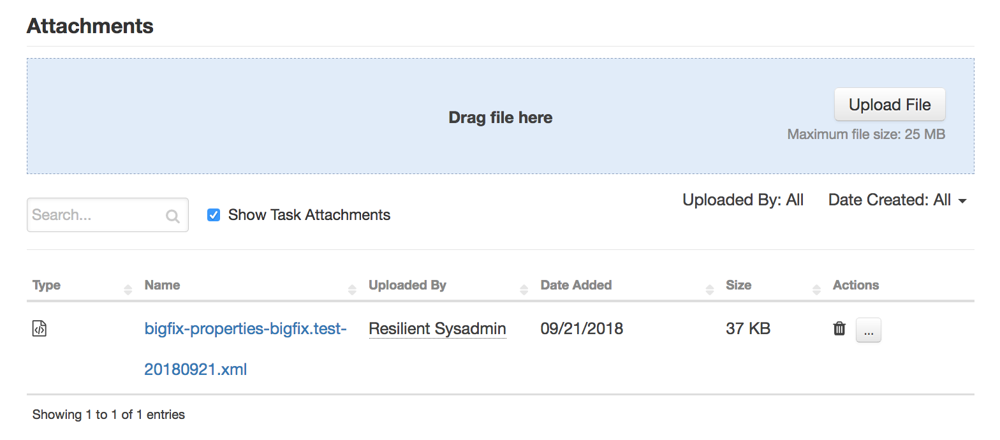 Attachments
Drag file here
Upload File
Maximum file size: 25 MB
Search...
Show Task Attachments
Uploaded By: All
Date Created: All
Type Name Uploaded By Date Added Size Actions
bigfix-properties-bigfix.test- Resilient Sysadmin 09/21/2018 37 KB ...
20180921.xml
Showing 1 to 1 of 1 entries